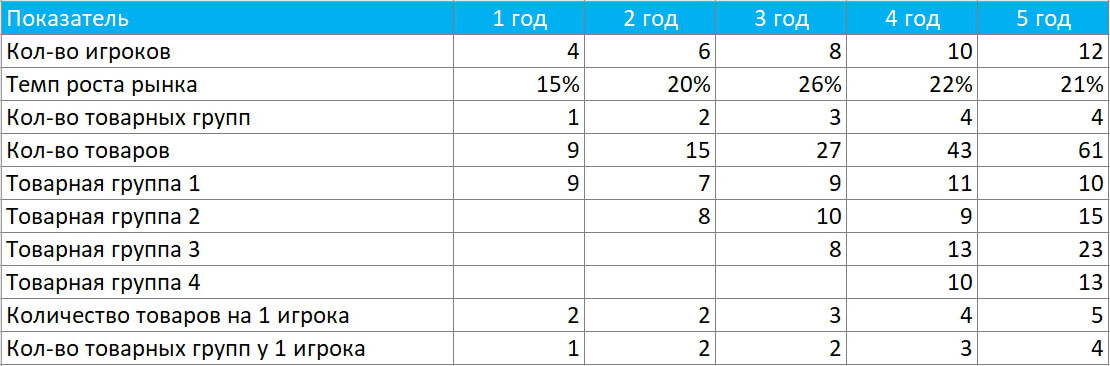 Показатель 1 год 2 год 3 год 4 год 5 год
Кол-во игроков 4 6 8 10 12
Темп роста рынка 15% 20% 26% 22% 21%
Кол-во товарных групп 1 2 3 4 4
Кол-во товаров 9 15 27 43 61
Товарная группа 1 9 7 9 11 10
Товарная группа 2 8 10 9 15
Товарная группа 3 8 13 23
Товарная группа 4 10 13
Количество товаров на 1 игрока 2 2 3 4 5
Кол-во товарных групп у 1 игрока 1 2 2 3 4